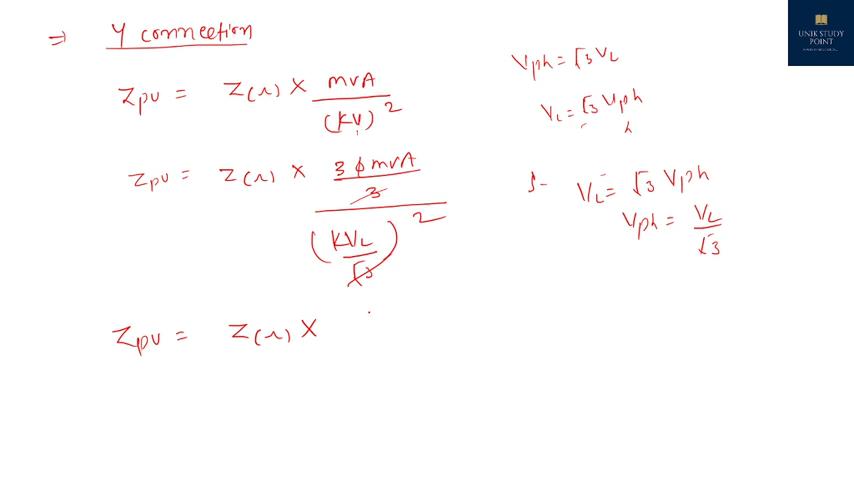 ⇒ Y connection
Zpu = Z(Ω) × MVA / (KV)²
Zpu = Z(Ω) × 3φ MVA / 3 / (KVL / √3)²
Zpu = Z(Ω) ×
Vph = √3 VL
VL = √3 Vph
VL = √3 Vph
Vph = VL / √3
UNIK STUDY
POINT